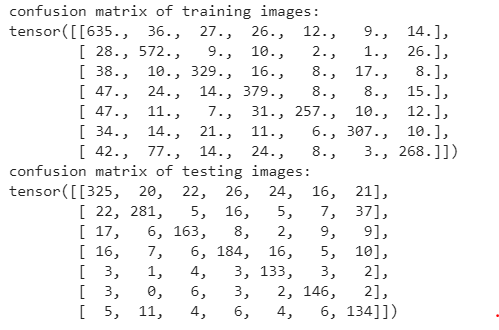 confusion matrix of training images:
tensor([[635., 36., 27., 26., 12., 9., 14.],
[ 28., 572., 9., 10., 2., 1., 26.],
[ 38., 10., 329., 16., 8., 17., 8.],
[ 47., 24., 14., 379., 8., 8., 15.],
[ 47., 11., 7., 31., 257., 10., 12.],
[ 34., 14., 21., 11., 6., 307., 10.],
[ 42., 77., 14., 24., 8., 3., 268.]])
confusion matrix of testing images:
tensor([[325, 20, 22, 26, 24, 16, 21],
[ 22, 281, 5, 16, 5, 7, 37],
[ 17, 6, 163, 8, 2, 9, 9],
[ 16, 7, 6, 184, 16, 5, 10],
[ 3, 1, 4, 3, 133, 3, 2],
[ 3, 0, 6, 3, 2, 146, 2],
[ 5, 11, 4, 6, 4, 6, 134]])